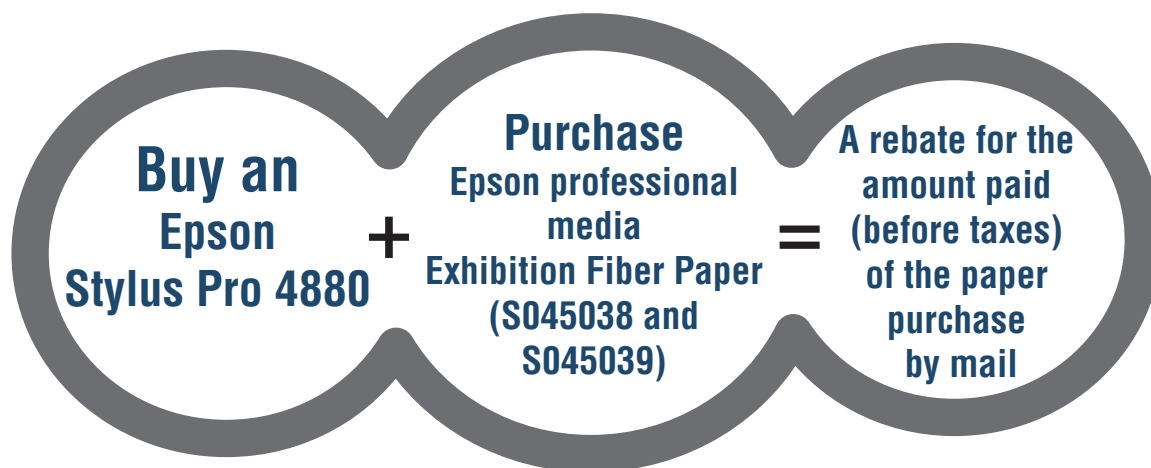 Buy an
Epson
Stylus Pro 4880
+
Purchase
Epson professional
media
Exhibition Fiber Paper
(S045038 and
S045039)
=
A rebate for the
amount paid
(before taxes)
of the paper
purchase
by mail